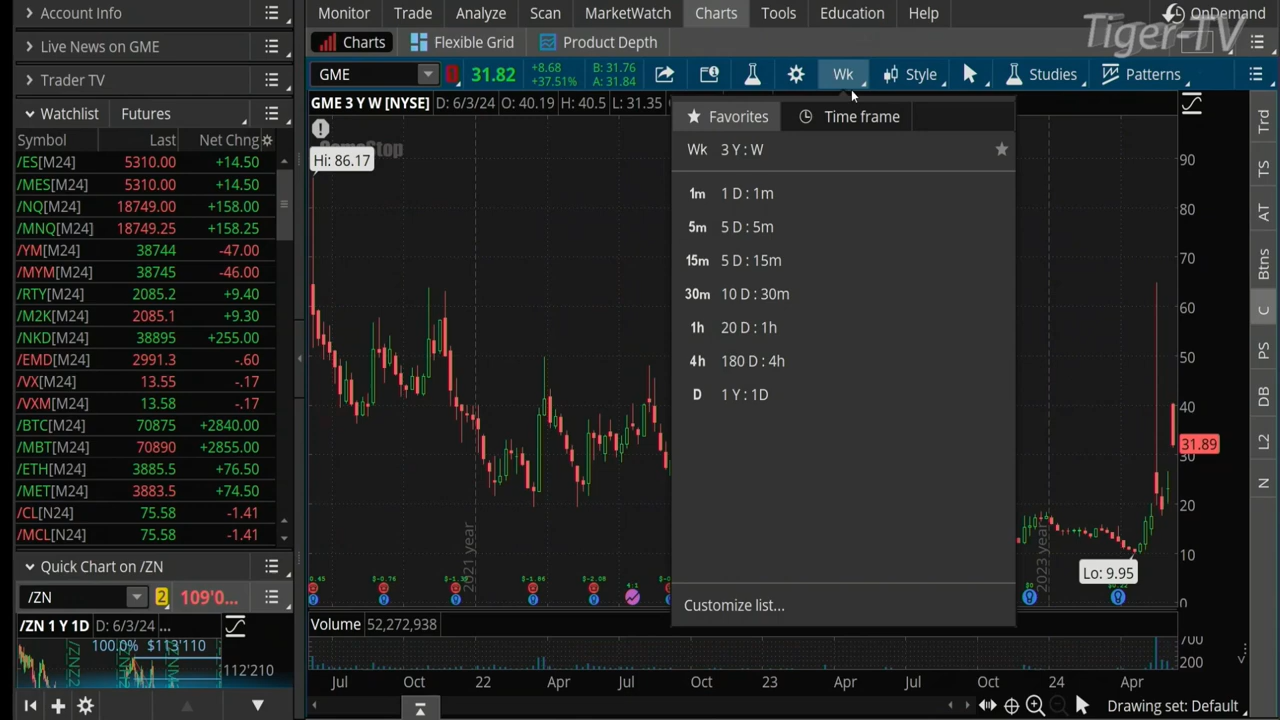 Account Info
Live News on GME
Trader TV
Watchlist Futures
Symbol Last Net Chng
/ES[M24] 5310.00 +14.50
/MES[M24] 5310.00 +14.50
/NQ[M24] 18749.00 +158.00
/MNQ[M24] 18749.25 +158.25
/YM[M24] 38744 -47.00
/MYM[M24] 38745 -46.00
/RTY[M24] 2085.2 +9.40
/M2K[M24] 2085.1 +9.30
/NKD[M24] 38895 +255.00
/EMD[M24] 2991.3 -.60
/VX[M24] 13.55 -.17
/VXM[M24] 13.58 -.17
/BTC[M24] 70875 +2840.00
/MBT[M24] 70890 +2855.00
/ETH[M24] 3885.5 +76.50
/MET[M24] 3883.5 +74.50
/CL[N24] 75.58 -1.41
/MCL[N24] 75.58 -1.41
Quick Chart on /ZN
/ZN 2 109'0...
/ZN 1 Y 1D D: 6/3/24 ...
100.0% $113'110
112'210
Monitor Trade Analyze Scan MarketWatch Charts Tools Education Help OnDemand
Tiger-TV
Charts Flexible Grid Product Depth
GME 31.82 +8.68 +37.51% B: 31.76 A: 31.84 Wk Style Studies Patterns
GME 3 Y W [NYSE] D: 6/3/24 O: 40.19 H: 40.5 L: 31.35
GameStop
Hi: 86.17
Favorites Time frame
Wk 3 Y : W
1m 1 D : 1m
5m 5 D : 5m
15m 5 D : 15m
30m 10 D : 30m
1h 20 D : 1h
4h 180 D : 4h
D 1 Y : 1D
Customize list...
90
80
70
60
50
40
31.89
30
20
10
0
Lo: 9.95
2021 year
2023 year
$-0.76
$-1.06
$-2.08
4:1
$0
Volume 52,272,938
700
200
Jul Oct 22 Apr Jul Oct 23 Apr Jul Oct 24 Apr
Drawing set: Default
Trd
TS
AT
Btns
C
PS
DB
L2
N